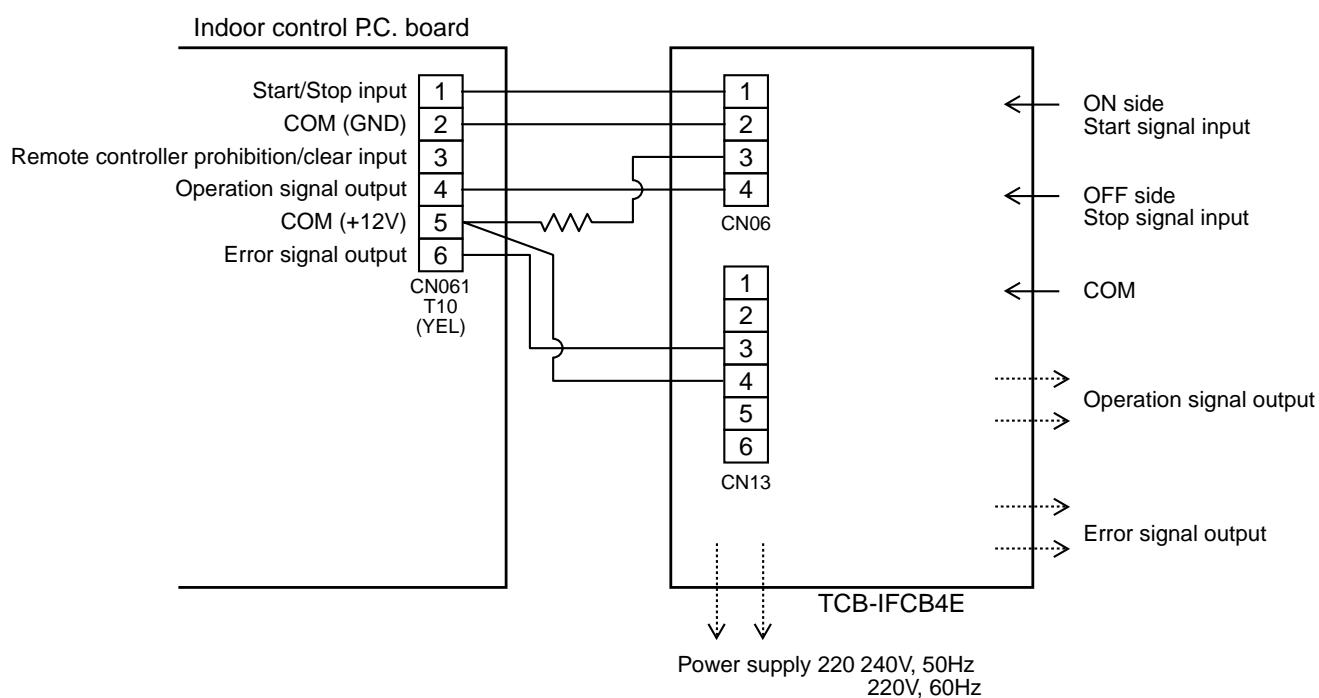 Indoor control P.C. board
Start/Stop input 1
COM (GND) 2
Remote controller prohibition/clear input 3
Operation signal output 4
COM (+12V) 5
Error signal output 6
CN061
T10
(YEL)
1
2
3
4
CN06
1
2
3
4
5
6
CN13
ON side
Start signal input
OFF side
Stop signal input
COM
Operation signal output
Error signal output
TCB-IFCB4E
Power supply 220 240V, 50Hz
220V, 60Hz